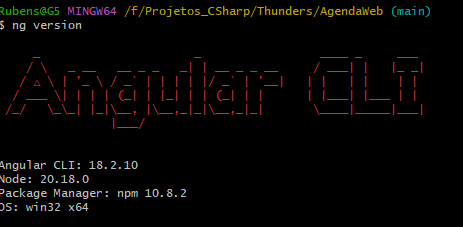 Rubens@G5 MINGW64 /f/Projetos_CSharp/Thunders/AgendaWeb (main)
$ ng version
Angular CLI
Angular CLI: 18.2.10
Node: 20.18.0
Package Manager: npm 10.8.2
OS: win32 x64